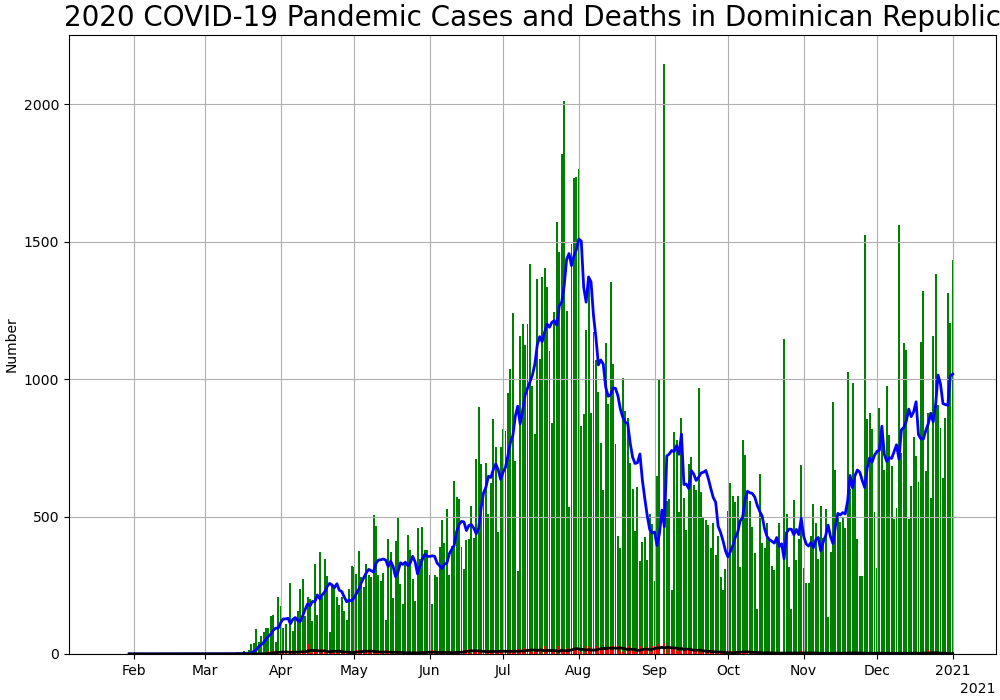 2020 COVID-19 Pandemic Cases and Deaths in Dominican Republic
Number
2000
1500
1000
500
0
Feb Mar Apr May Jun Jul Aug Sep Oct Nov Dec 2021
2021